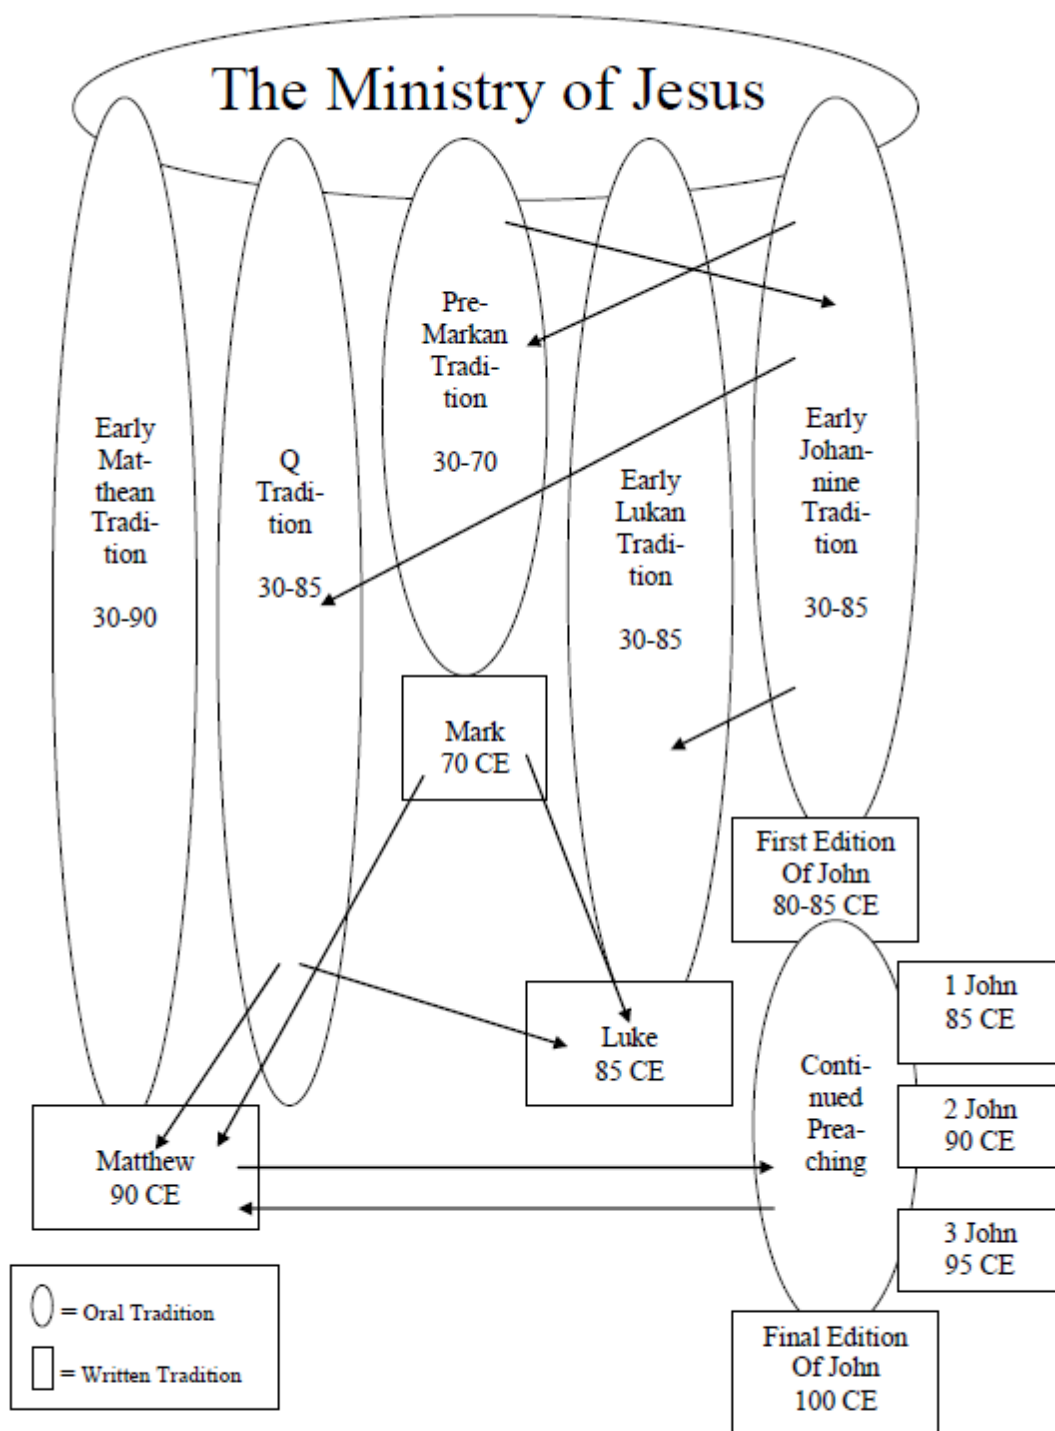 The Ministry of Jesus
Early
Mat-
thean
Tradi-
tion
30-90
Q
Tradi-
tion
30-85
Pre-
Markan
Tradi-
tion
30-70
Early
Lukan
Tradi-
tion
30-85
Early
Johan-
nine
Tradi-
tion
30-85
Mark
70 CE
First Edition
Of John
80-85 CE
Luke
85 CE
1 John
85 CE
Conti-
nued
Prea-
ching
2 John
90 CE
Matthew
90 CE
3 John
95 CE
= Oral Tradition
= Written Tradition
Final Edition
Of John
100 CE